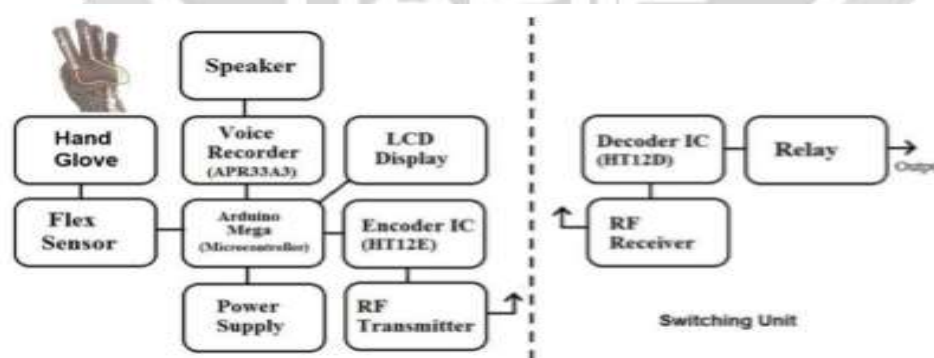 Speaker
Hand
Glove
Voice
Recorder
(APR33A3)
LCD
Display
Decoder IC
(HT12D)
Relay
Output
Flex
Sensor
Arduino
Mega
(Microcontroller)
Encoder IC
(HT12E)
RF
Receiver
Power
Supply
RF
Transmitter
Switching Unit